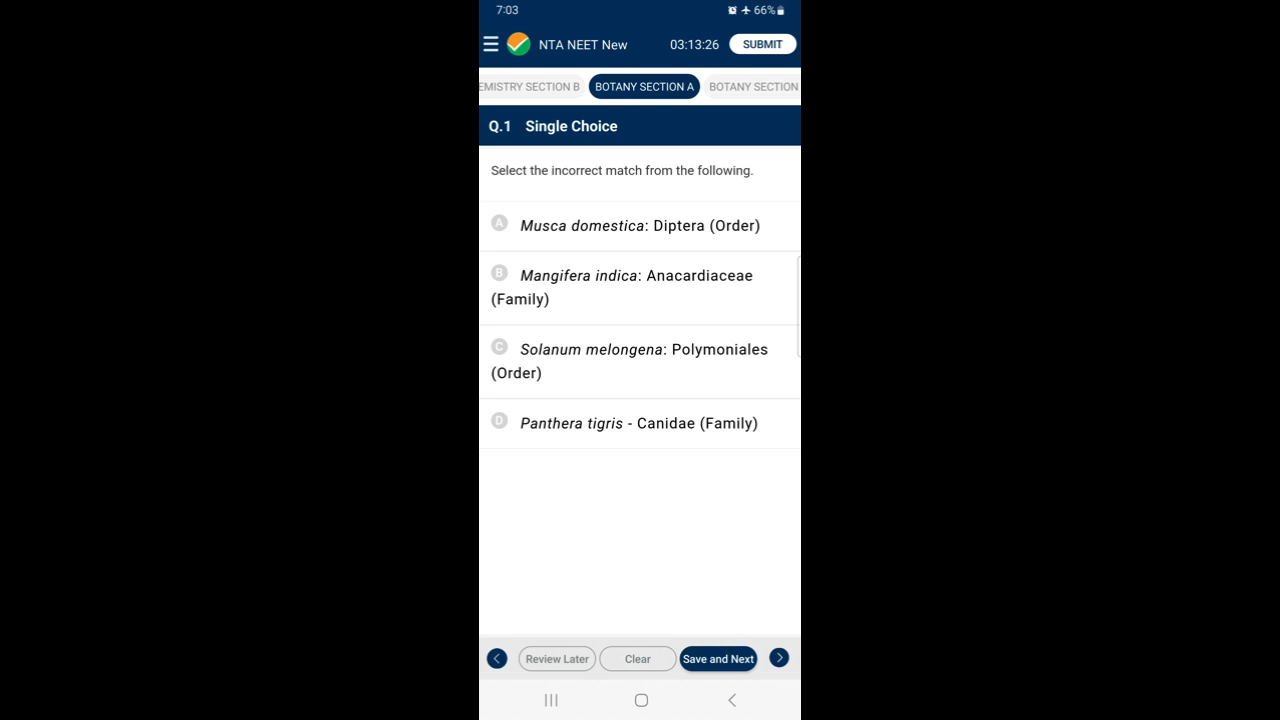 7:03 66%
NTA NEET New 03:13:26 SUBMIT
EMISTRY SECTION B BOTANY SECTION A BOTANY SECTION
Q.1 Single Choice
Select the incorrect match from the following.
A Musca domestica: Diptera (Order)
B Mangifera indica: Anacardiaceae
(Family)
C Solanum melongena: Polymoniales
(Order)
D Panthera tigris - Canidae (Family)
Review Later Clear Save and Next